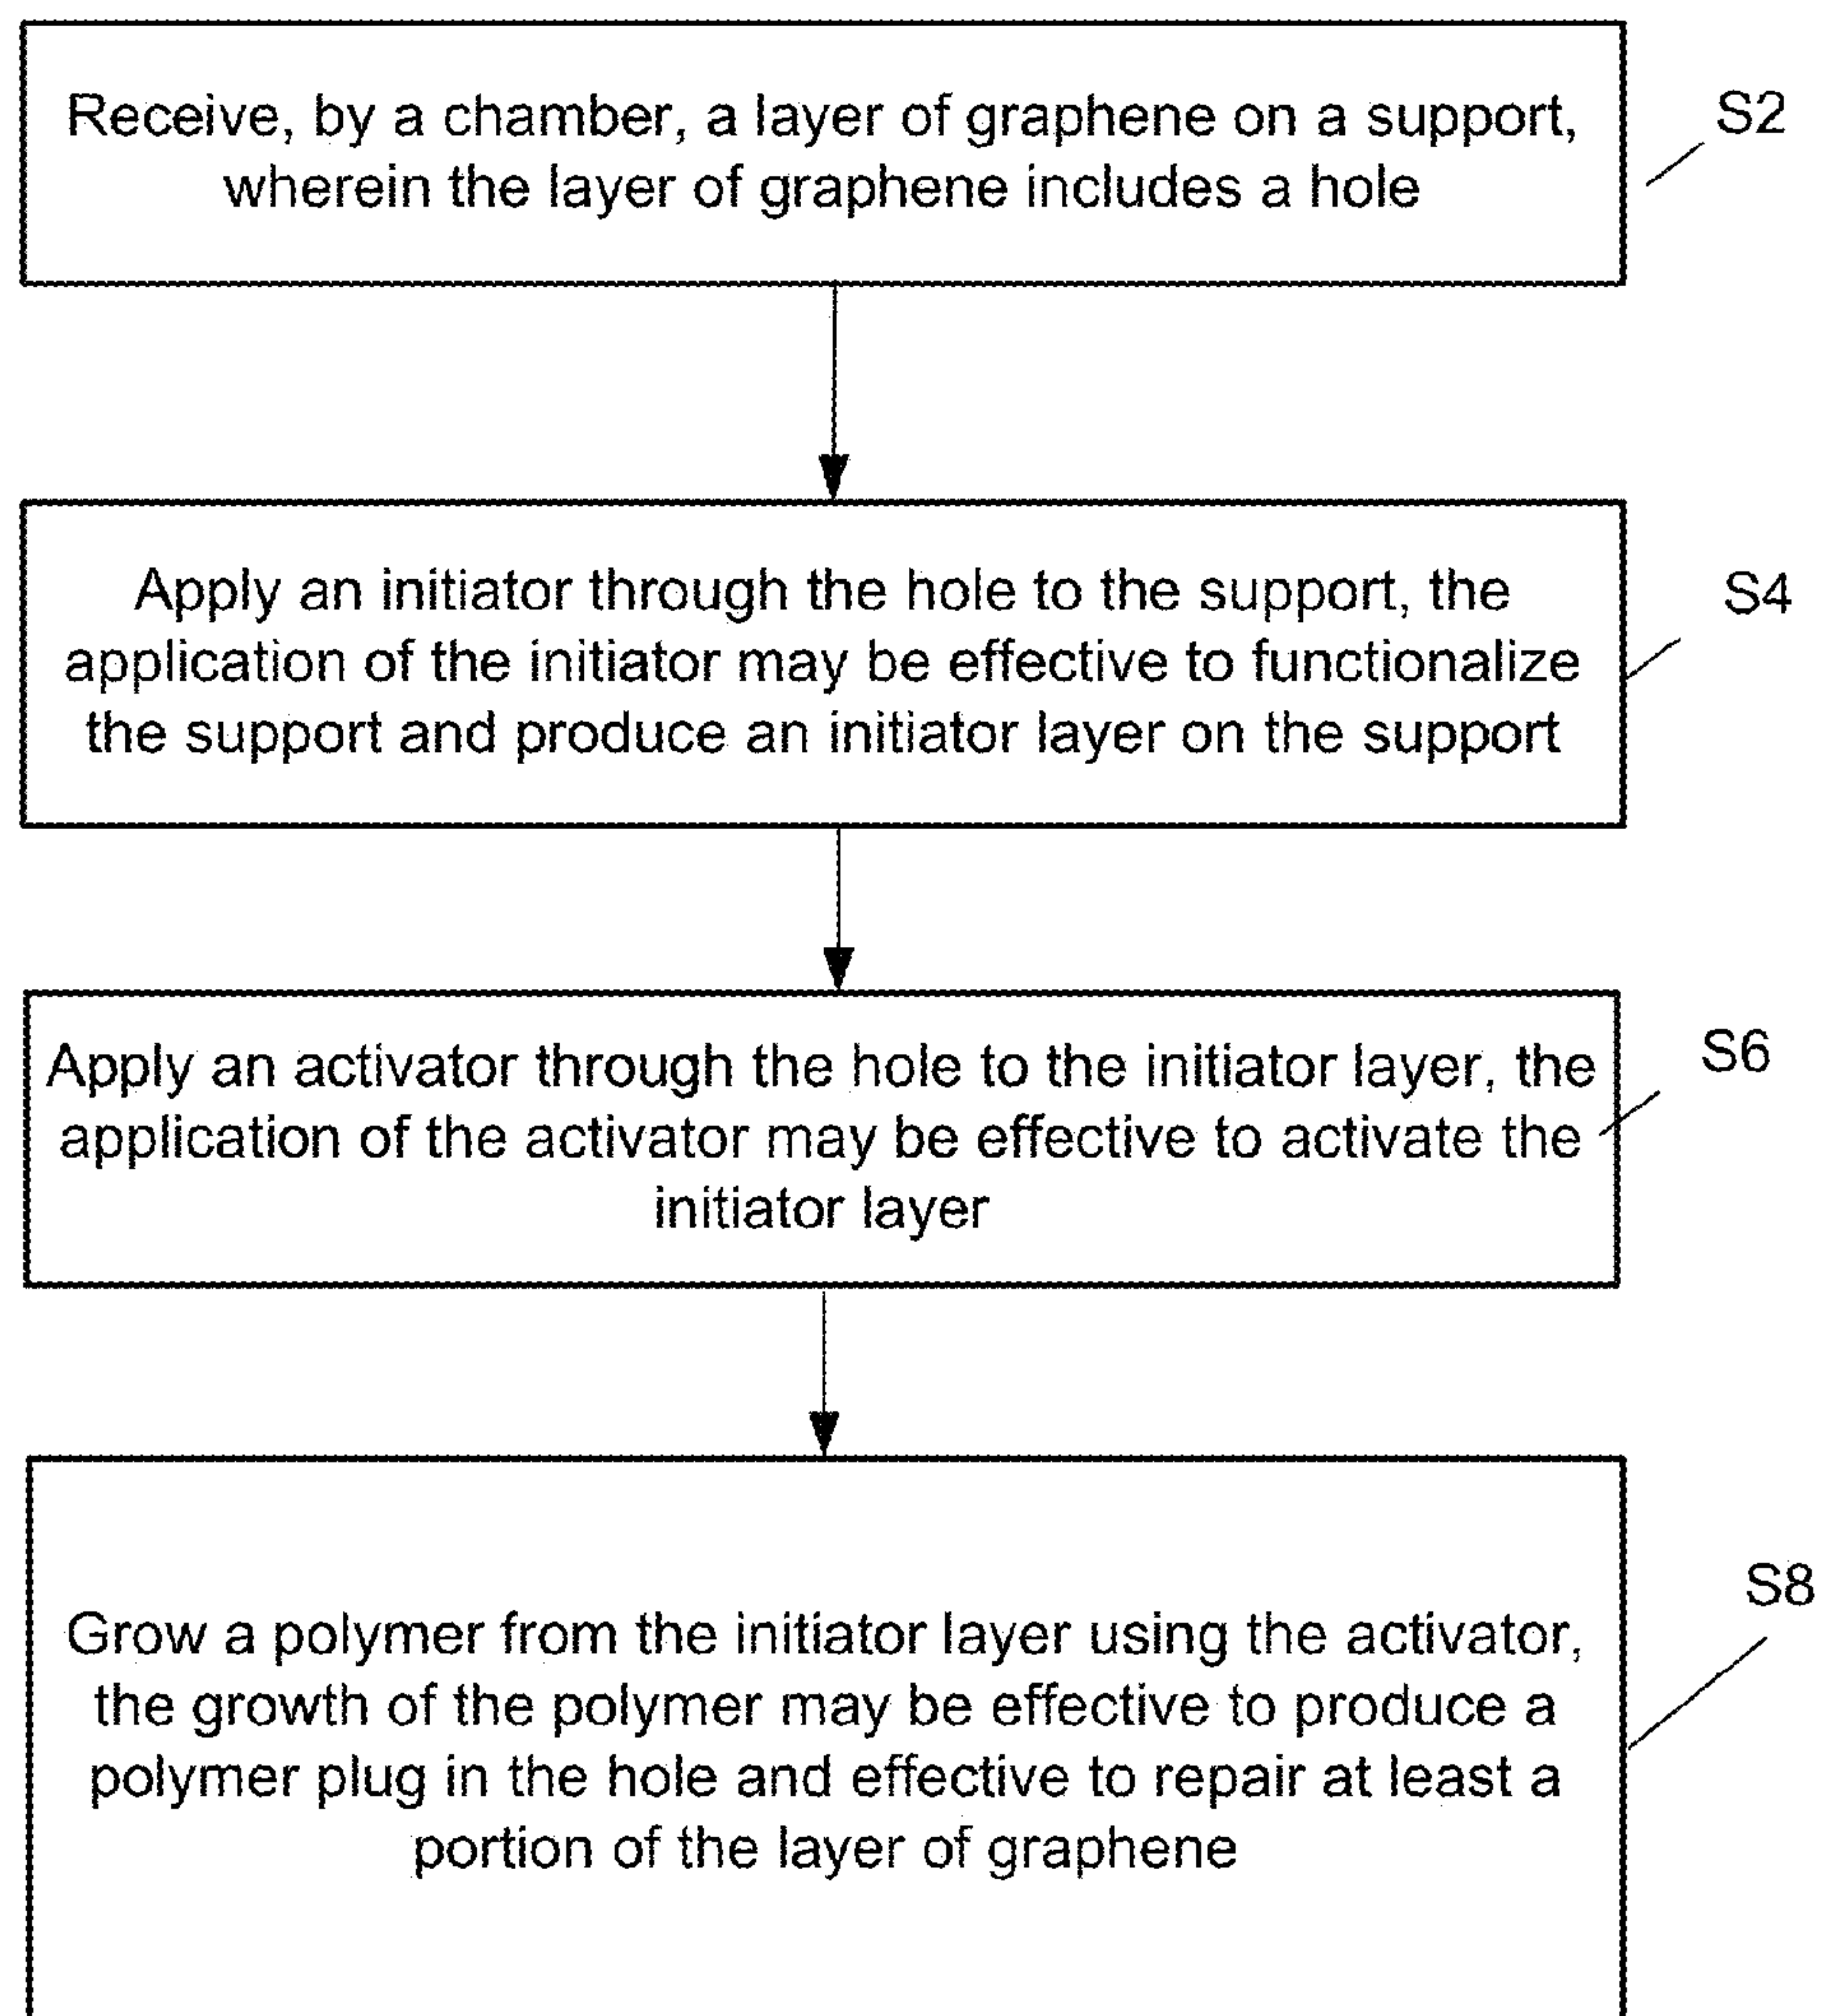 Receive, by a chamber, a layer of graphene on a support,
wherein the layer of graphene includes a hole
S2
Apply an initiator through the hole to the support, the
application of the initiator may be effective to functionalize
the support and produce an initiator layer on the support
S4
Apply an activator through the hole to the initiator layer, the
application of the activator may be effective to activate the
initiator layer
S6
Grow a polymer from the initiator layer using the activator,
the growth of the polymer may be effective to produce a
polymer plug in the hole and effective to repair at least a
portion of the layer of graphene
S8